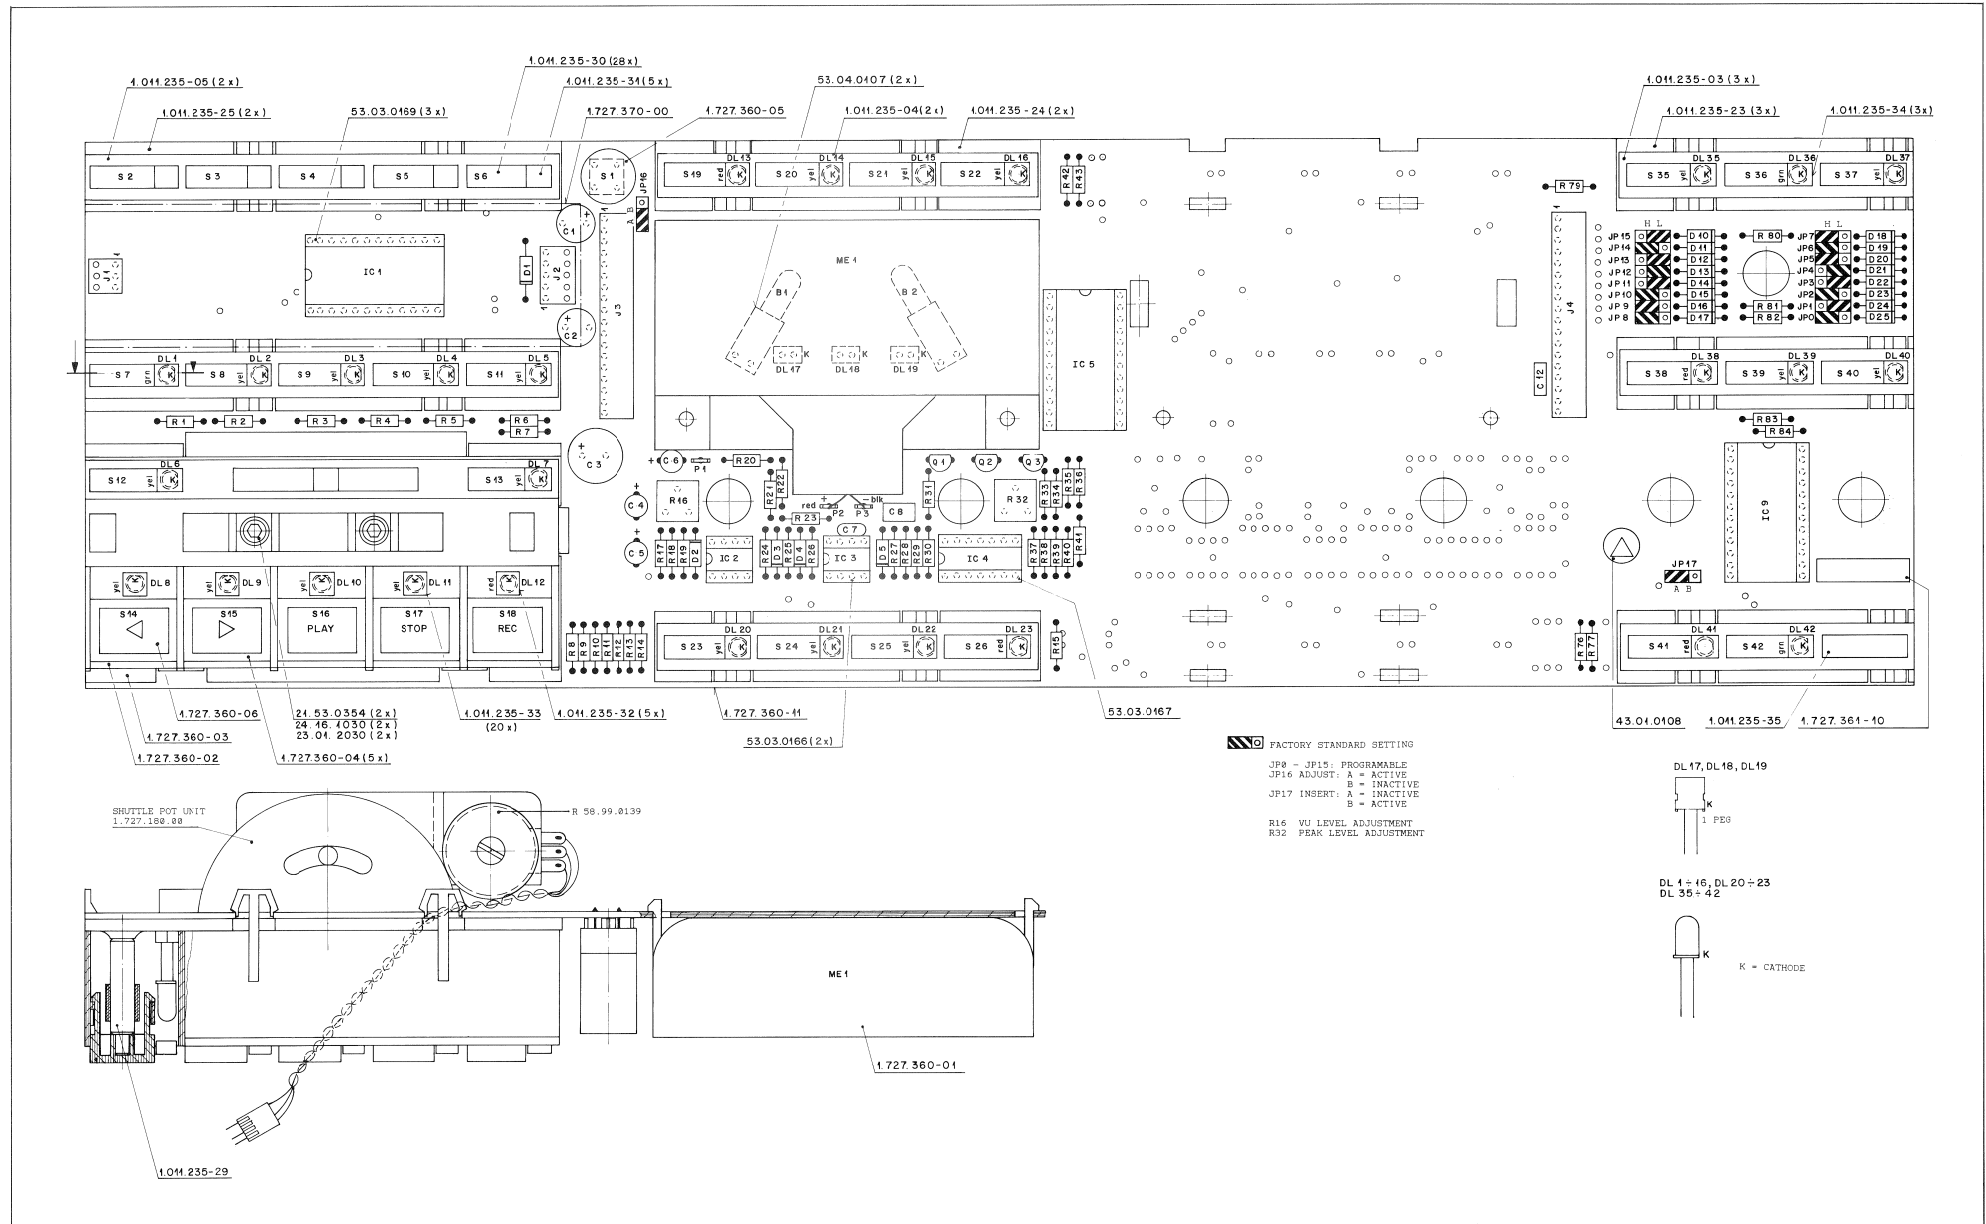 1.011.235-30 (28x)
1.011.235-05 (2x)
1.011.235-31 (5x)
53.04.0107 (2x)
1.011.235-03 (3x)
1.011.235-25 (2x)
53.03.0169 (3x)
1.727.370-00
1.727.360-05
1.011.235-04 (2x)
1.011.235-24 (2x)
1.011.235-23 (3x)
1.011.235-34 (3x)
S2 S3 S4 S5 S6 S1 JP16
A B
DL13 DL14 DL15 DL16
S19 red K S20 yel K S21 yel K S22 yel K
R42 R43
R79
DL35 DL36 DL37
S35 yel K S36 grn K S37 yel K
J1 1
IC1
D1
J2 1
C1 +
C2 +
J3 1
ME1
B1 B2
K K K
DL17 DL18 DL19
IC5
J4 1
C12
H L
JP15 D10
JP14 D11
JP13 D12
JP12 D13
JP11 D14
JP10 D15
JP9 D16
JP8 D17
R80
R81
R82
H L
JP7 D18
JP6 D19
JP5 D20
JP4 D21
JP3 D22
JP2 D23
JP1 D24
JP0 D25
DL1 DL2 DL3 DL4 DL5
S7 grn K S8 yel K S9 yel K S10 yel K S11 yel K
DL38 DL39 DL40
S38 red K S39 yel K S40 yel K
R1 R2 R3 R4 R5 R6
R7
R83
R84
DL6 DL7
S12 yel K S13 yel K
C3 +
C4 +
C5 +
C6 +
P1
R20
R16
R21
R22
red + P2 P3 - blk
R23
C7
C8
Q1 Q2 Q3
R31
R32
R33 R34 R35 R36
R17 R18 R19 D2
IC2
R24 D3 R25 D4 R26
IC3
D5 R27 R28 R29 R30
IC4
R37 R38 R39 R40 R41
IC9
JP17
A B
yel K DL8 yel K DL9 yel K DL10 yel K DL11 red K DL12
S14 S15 S16 S17 S18
PLAY STOP REC
R8 R9 R10 R11 R12 R13 R14
DL20 DL21 DL22 DL23
S23 yel K S24 yel K S25 yel K S26 red K
R15
R76 R77
DL41 DL42
S41 red K S42 grn K
1.727.360-06
21.53.0354 (2x)
24.16.1030 (2x)
23.01.2030 (2x)
1.011.235-33
(20x)
1.011.235-32 (5x)
1.727.360-11
53.03.0167
43.01.0108
1.011.235-35
1.727.361-10
1.727.360-03
1.727.360-02
1.727.360-04 (5x)
53.03.0166 (2x)
FACTORY STANDARD SETTING
JP0 - JP15: PROGRAMABLE
JP16 ADJUST: A = ACTIVE
B = INACTIVE
JP17 INSERT: A = INACTIVE
B = ACTIVE
R16 VU LEVEL ADJUSTMENT
R32 PEAK LEVEL ADJUSTMENT
DL17, DL18, DL19
K
1 PEG
DL 1÷16, DL 20÷23
DL 35÷42
K
K = CATHODE
SHUTTLE POT UNIT
1.727.180.00
R 58.99.0139
ME1
1.727.360-01
1.011.235-29